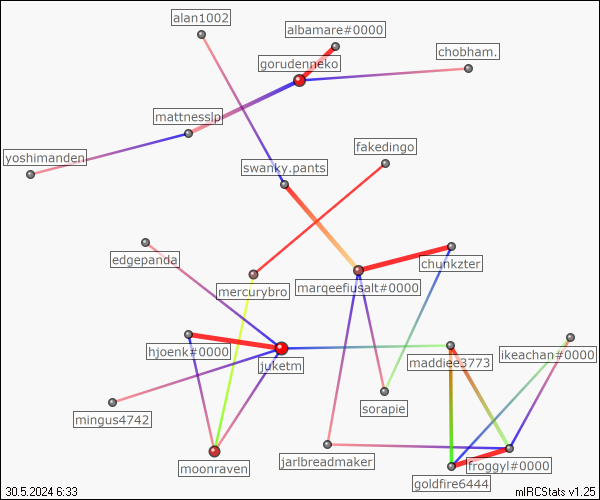 alan1002
albamare#0000
chobham.
gorudenneko
mattnesslp
fakedingo
yoshimanden
swanky.pants
edgepanda
chunkzter
mercurybro
marqeefiusalt#0000
hjoenk#0000
ikeachan#0000
maddiee3773
juketm
sorapie
mingus4742
jarlbreadmaker
froggyl#0000
moonraven
goldfire6444
30.5.2024 6:33
mIRCStats v1.25